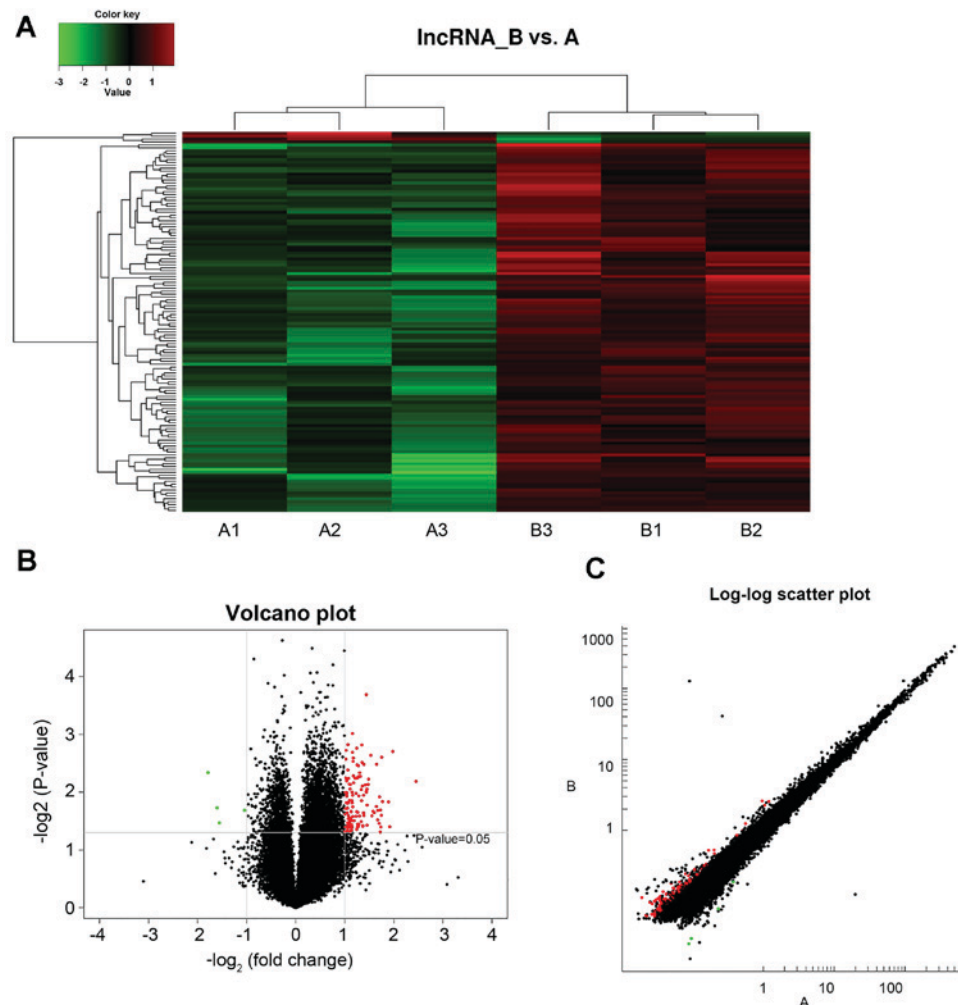 A
Color key
-3 -2 -1 0 1
Value
lncRNA_B vs. A
A1 A2 A3 B3 B1 B2
B
Volcano plot
-log2 (P-value)
4
3
2
1
0
P-value=0.05
-4 -3 -2 -1 0 1 2 3 4
-log2 (fold change)
C
Log-log scatter plot
B
1000
100
10
1
1 10 100
A